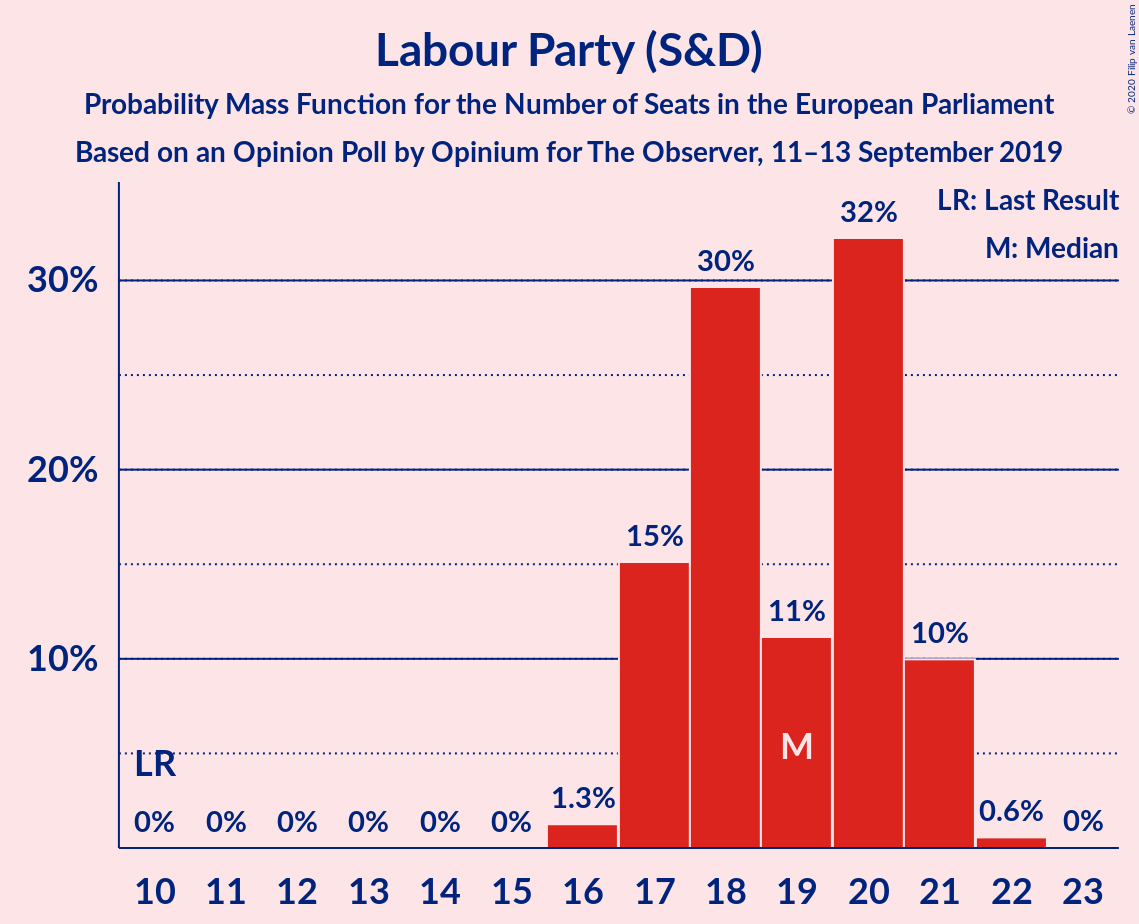 Labour Party (S&D)
Probability Mass Function for the Number of Seats in the European Parliament
Based on an Opinion Poll by Opinium for The Observer, 11–13 September 2019
© 2020 Filip van Laenen
LR: Last Result
M: Median
30%
20%
10%
LR
0%
0%
0%
0%
0%
0%
1.3%
15%
30%
11%
M
32%
10%
0.6%
0%
10 11 12 13 14 15 16 17 18 19 20 21 22 23